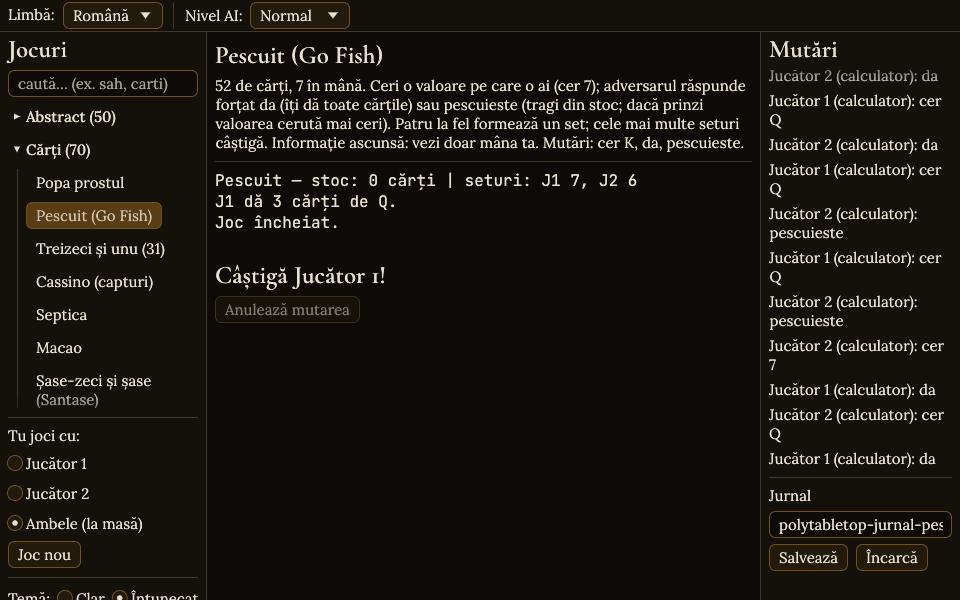 Limbă:
Română
Nivel AI:
Normal
Jocuri
caută... (ex. sah, carti)
Abstract (50)
Cărți (70)
Popa prostul
Pescuit (Go Fish)
Treizeci și unu (31)
Cassino (capturi)
Septica
Macao
Șase-zeci și șase
(Santase)
Tu joci cu:
Jucător 1
Jucător 2
Ambele (la masă)
Joc nou
Temă:
Clar
Întunecat
Pescuit (Go Fish)
52 de cărți, 7 în mână. Ceri o valoare pe care o ai (cer 7); adversarul răspunde
forțat da (îți dă toate cărțile) sau pescuieste (tragi din stoc; dacă prinzi
valoarea cerută mai ceri). Patru la fel formează un set; cele mai multe seturi
câștigă. Informație ascunsă: vezi doar mâna ta. Mutări: cer K, da, pescuieste.
Pescuit — stoc: 0 cărți | seturi: J1 7, J2 6
J1 dă 3 cărți de Q.
Joc încheiat.
Câștigă Jucător 1!
Anulează mutarea
Mutări
Jucător 2 (calculator): da
Jucător 1 (calculator): cer
Q
Jucător 2 (calculator): da
Jucător 1 (calculator): cer
Q
Jucător 2 (calculator):
pescuieste
Jucător 1 (calculator): cer
Q
Jucător 2 (calculator):
pescuieste
Jucător 2 (calculator): cer
7
Jucător 1 (calculator): da
Jucător 2 (calculator): cer
Q
Jucător 1 (calculator): da
Jurnal
polytabletop-jurnal-pes
Salvează
Încarcă